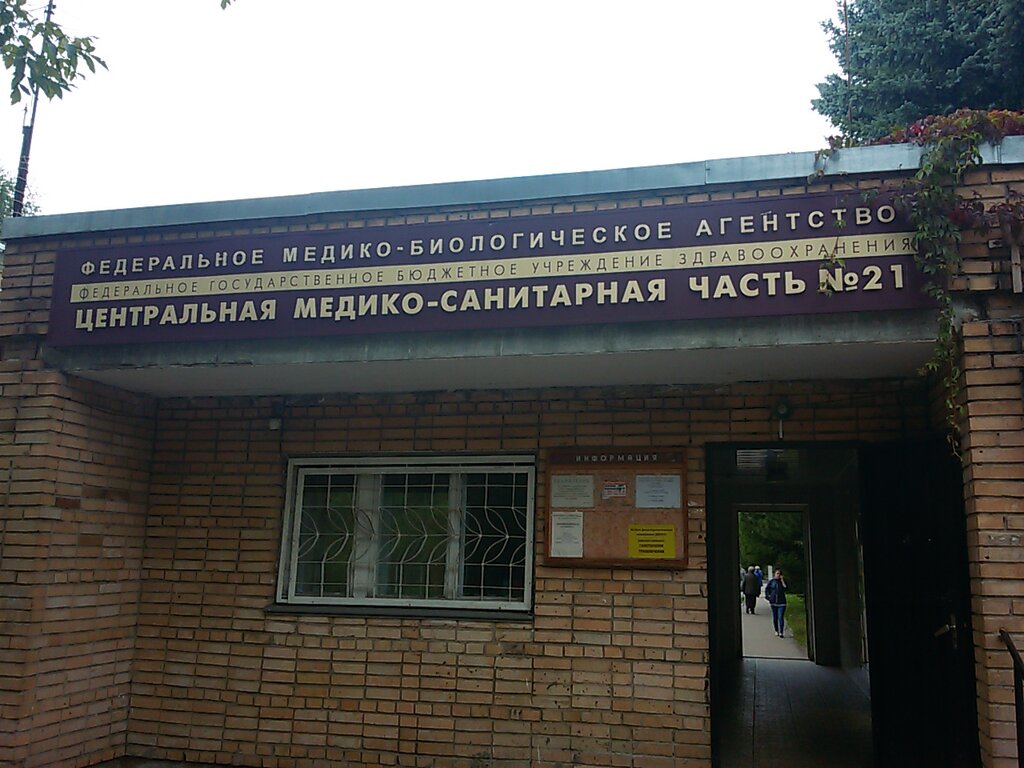 ФЕДЕРАЛЬНОЕ МЕДИКО-БИОЛОГИЧЕСКОЕ АГЕНТСТВО
ФЕДЕРАЛЬНОЕ ГОСУДАРСТВЕННОЕ БЮДЖЕТНОЕ УЧРЕЖДЕНИЕ ЗДРАВООХРАНЕНИЯ
ЦЕНТРАЛЬНАЯ МЕДИКО-САНИТАРНАЯ ЧАСТЬ №21
ИНФОРМАЦИЯ